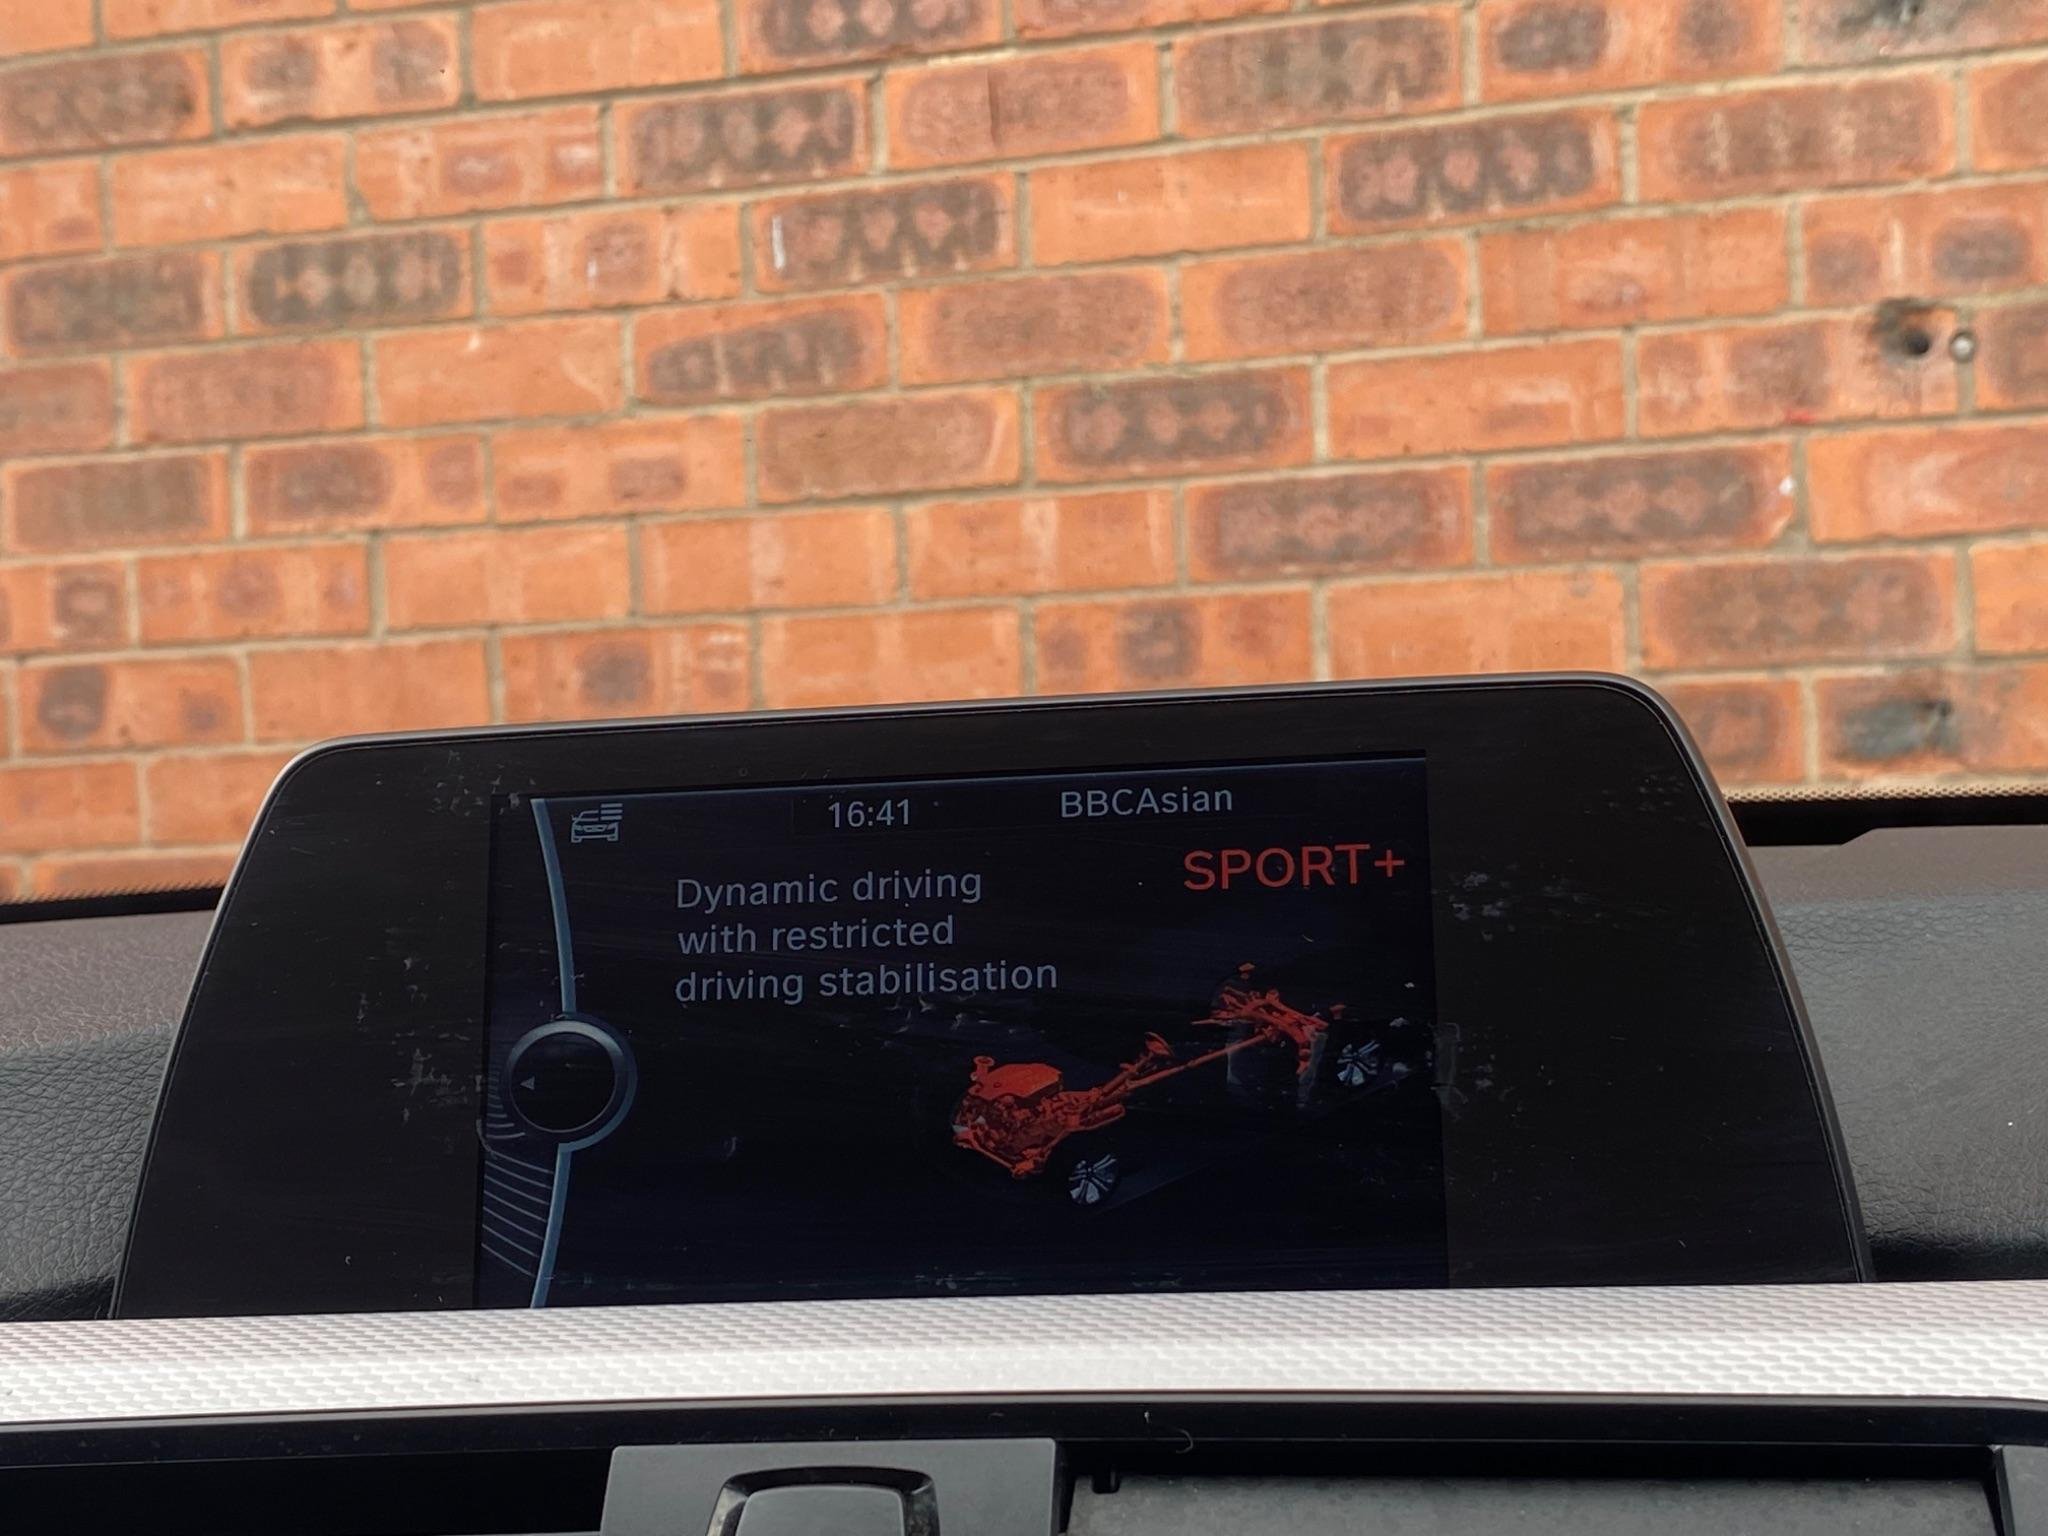 16:41
BBCAsian
SPORT+
Dynamic driving
with restricted
driving stabilisation